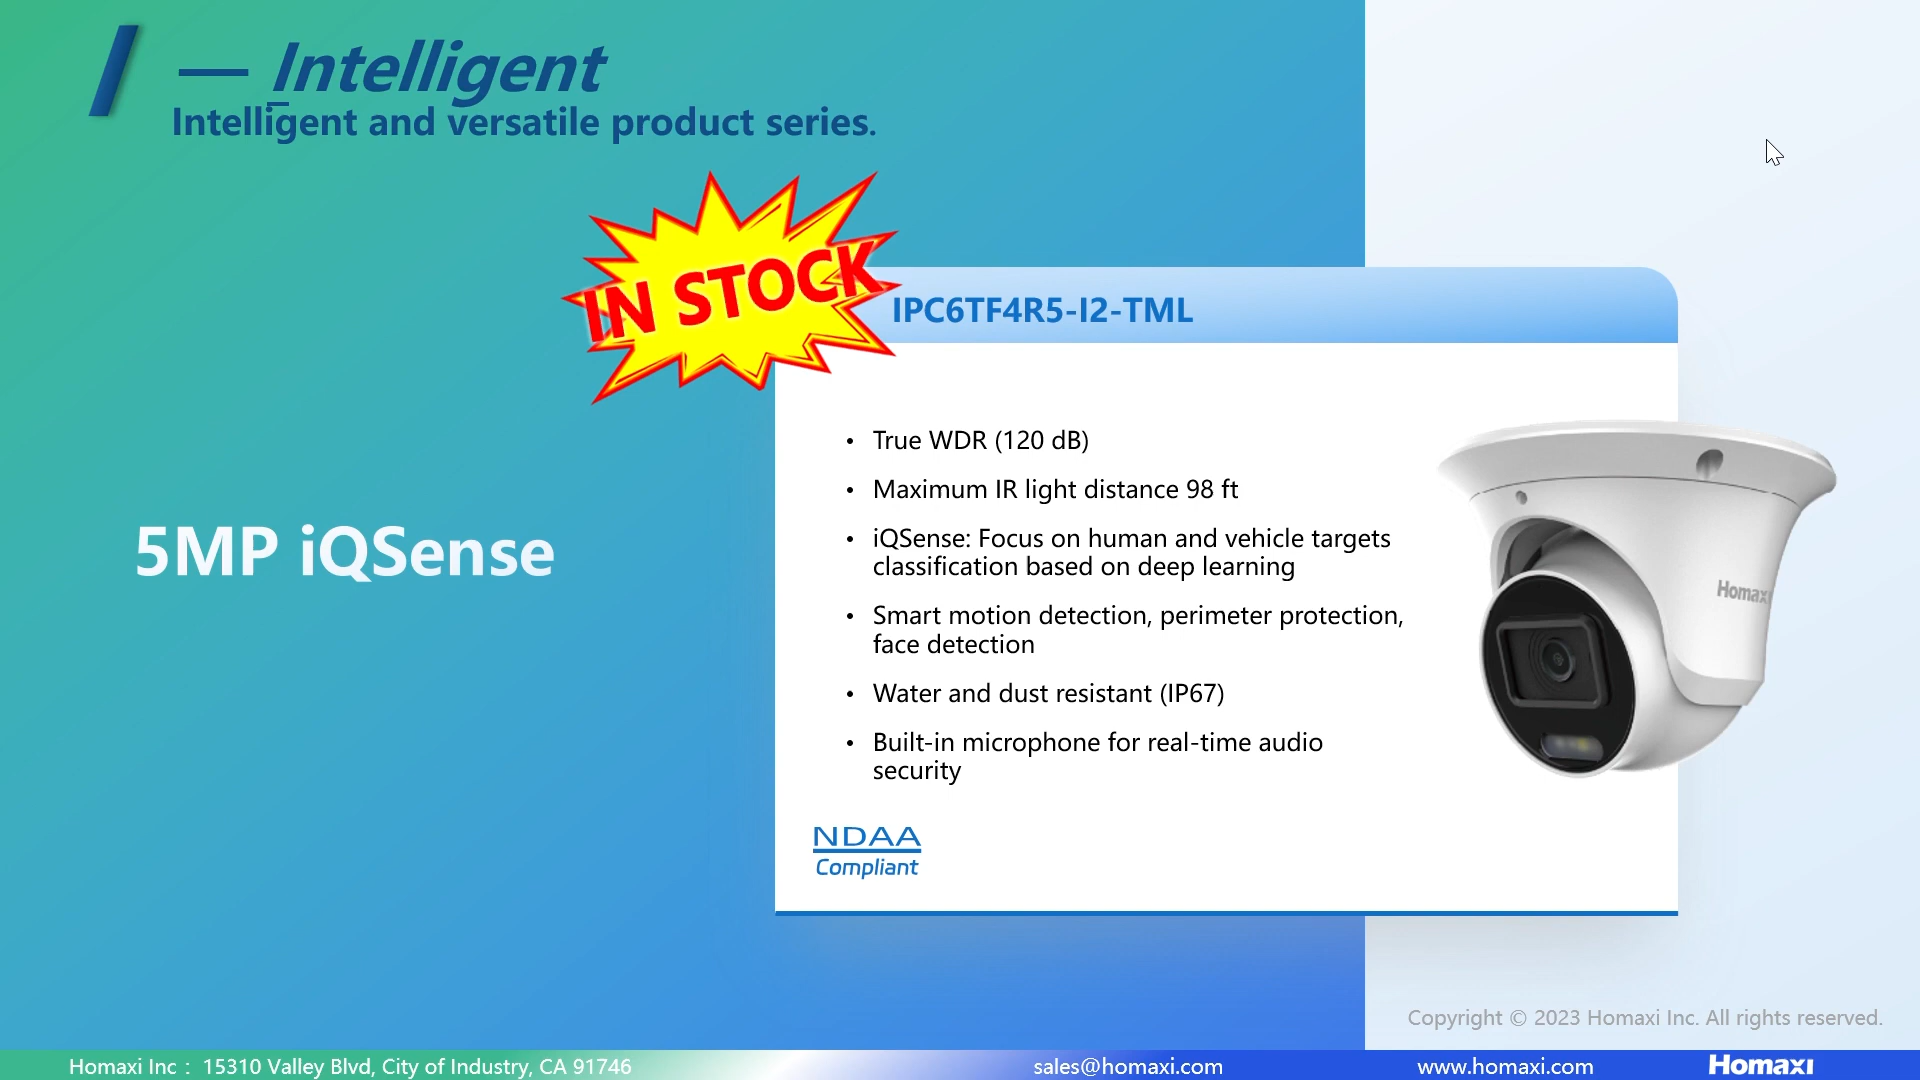 — Intelligent
Intelligent and versatile product series.
IN STOCK
IPC6TF4R5-I2-TML
5MP iQSense
• True WDR (120 dB)
• Maximum IR light distance 98 ft
• iQSense: Focus on human and vehicle targets
classification based on deep learning
• Smart motion detection, perimeter protection,
face detection
• Water and dust resistant (IP67)
• Built-in microphone for real-time audio
security
Homaxi
NDAA
Compliant
Copyright © 2023 Homaxi Inc. All rights reserved.
Homaxi Inc : 15310 Valley Blvd, City of Industry, CA 91746
sales@homaxi.com
www.homaxi.com
Homaxi